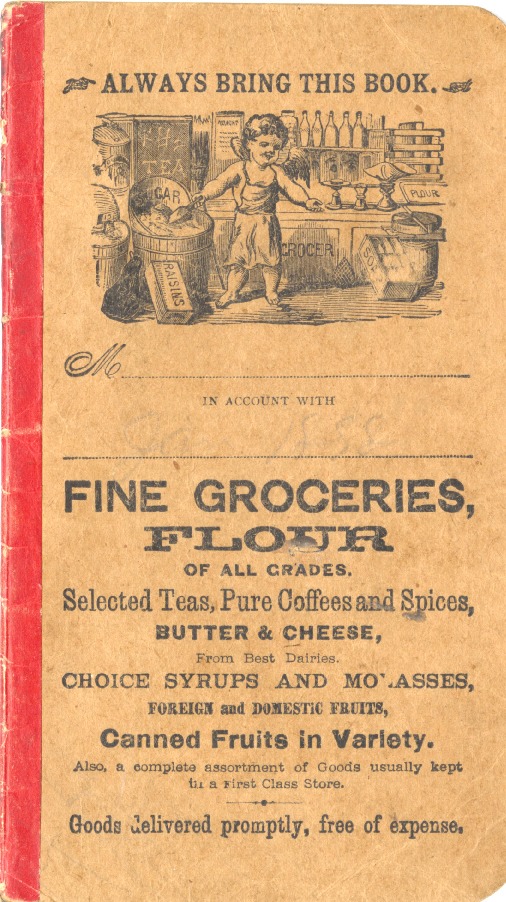 ALWAYS BRING THIS BOOK.
TEA
GAR
FLOUR
GROCER
RAISINS
M
IN ACCOUNT WITH
FINE GROCERIES,
FLOUR
OF ALL GRADES.
Selected Teas, Pure Coffees and Spices,
BUTTER & CHEESE,
From Best Dairies.
CHOICE SYRUPS AND MOLASSES,
FOREIGN and DOMESTIC FRUITS,
Canned Fruits in Variety.
Also, a complete assortment of Goods usually kept
in a First Class Store.
Goods delivered promptly, free of expense.